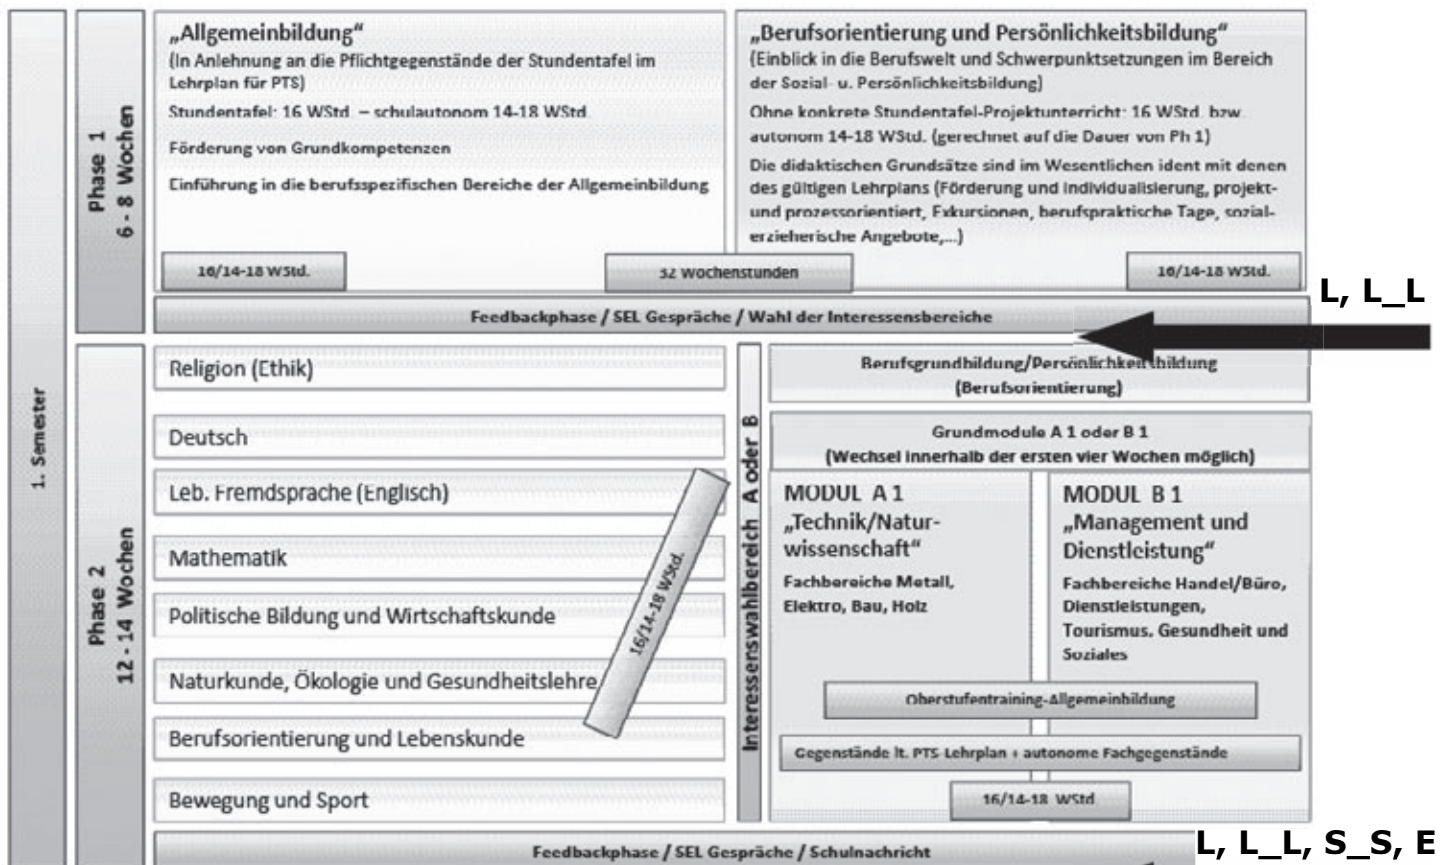 1. Semester
Phase 1
6 - 8 Wochen
„Allgemeinbildung“
(In Anlehnung an die Pflichtgegenstände der Stundentafel im
Lehrplan für PTS)
Stundentafel: 16 WStd. – schulautonom 14-18 WStd.
Förderung von Grundkompetenzen
Einführung in die berufsspezifischen Bereiche der Allgemeinbildung
16/14-18 WStd.
„Berufsorientierung und Persönlichkeitsbildung“
(Einblick in die Berufswelt und Schwerpunktsetzungen im Bereich
der Sozial- u. Persönlichkeitsbildung)
Ohne konkrete Stundentafel-Projektunterricht: 16 WStd. bzw.
autonom 14-18 WStd. (gerechnet auf die Dauer von Ph 1)
Die didaktischen Grundsätze sind im Wesentlichen ident mit denen
des gültigen Lehrplans (Förderung und Individualisierung, projekt-
und prozessorientiert, Exkursionen, berufspraktische Tage, sozial-
erzieherische Angebote,...)
32 Wochenstunden
16/14-18 WStd.
Feedbackphase / SEL Gespräche / Wahl der Interessensbereiche
L, L_L
Phase 2
12 - 14 Wochen
Religion (Ethik)
Deutsch
Leb. Fremdsprache (Englisch)
Mathematik
Politische Bildung und Wirtschaftskunde
Naturkunde, Ökologie und Gesundheitslehre
Berufsorientierung und Lebenskunde
Bewegung und Sport
16/14-18 WStd.
Interessenswahlbereich A oder B
Berufsgrundbildung/Persönlichkeitsbildung
(Berufsorientierung)
Grundmodule A 1 oder B 1
(Wechsel innerhalb der ersten vier Wochen möglich)
MODUL A 1
„Technik/Natur-
wissenschaft“
Fachbereiche Metall,
Elektro, Bau, Holz
MODUL B 1
„Management und
Dienstleistung“
Fachbereiche Handel/Büro,
Dienstleistungen,
Tourismus, Gesundheit und
Soziales
Oberstufentraining-Allgemeinbildung
Gegenstände lt. PTS-Lehrplan + autonome Fachgegenstände
16/14-18 WStd
Feedbackphase / SEL Gespräche / Schulnachricht
L, L_L, S_S, E